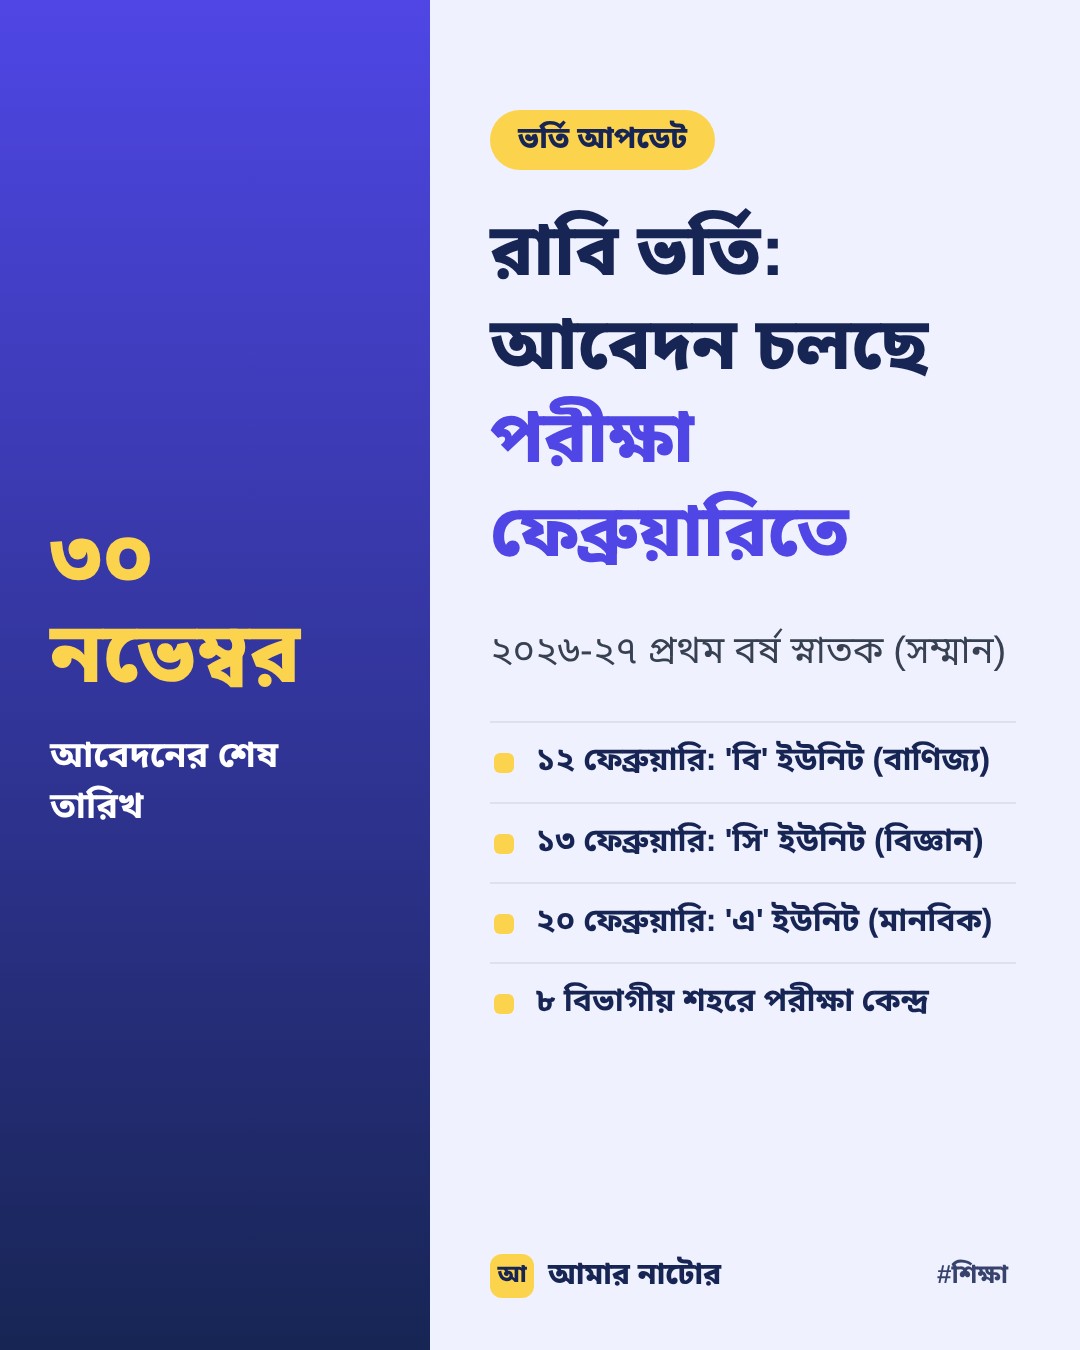 ৩০
নভেম্বর
আবেদনের শেষ
তারিখ
ভর্তি আপডেট
রাবি ভর্তি:
আবেদন চলছে
পরীক্ষা
ফেব্রুয়ারিতে
২০২৬-২৭ প্রথম বর্ষ স্নাতক (সম্মান)
১২ ফেব্রুয়ারি: 'বি' ইউনিট (বাণিজ্য)
১৩ ফেব্রুয়ারি: 'সি' ইউনিট (বিজ্ঞান)
২০ ফেব্রুয়ারি: 'এ' ইউনিট (মানবিক)
৮ বিভাগীয় শহরে পরীক্ষা কেন্দ্র
আ আমার নাটোর
#শিক্ষা